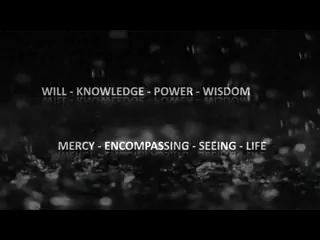 WILL - KNOWLEDGE - POWER - WISDOM
MERCY - ENCOMPASSING - SEEING - LIFE